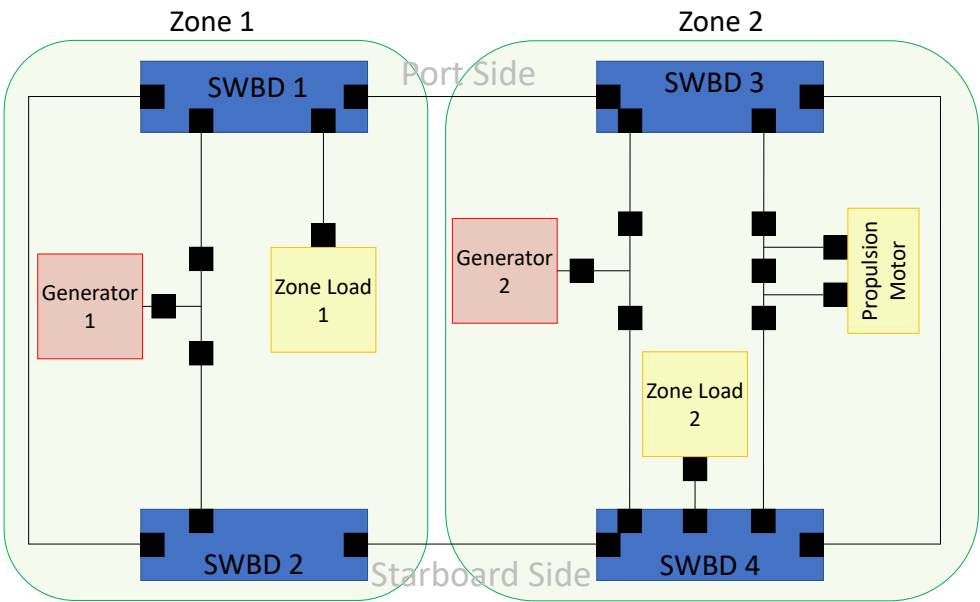 Zone 1
Zone 2
Port Side
SWBD 1
SWBD 3
Generator
1
Zone Load
1
Generator
2
Propulsion
Motor
Zone Load
2
SWBD 2
SWBD 4
Starboard Side